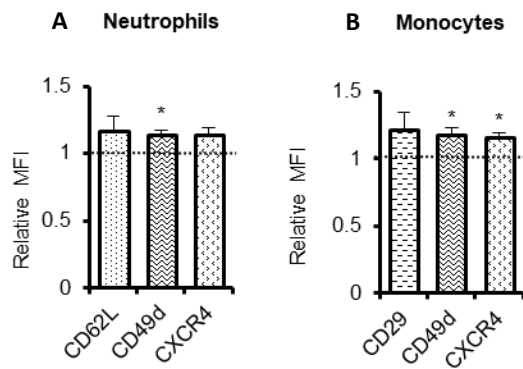 A Neutrophils
Relative MFI
1.5
*
1
0.5
0
CD62L
CD49d
CXCR4
B Monocytes
Relative MFI
1.5
* *
1
0.5
0
CD29
CD49d
CXCR4